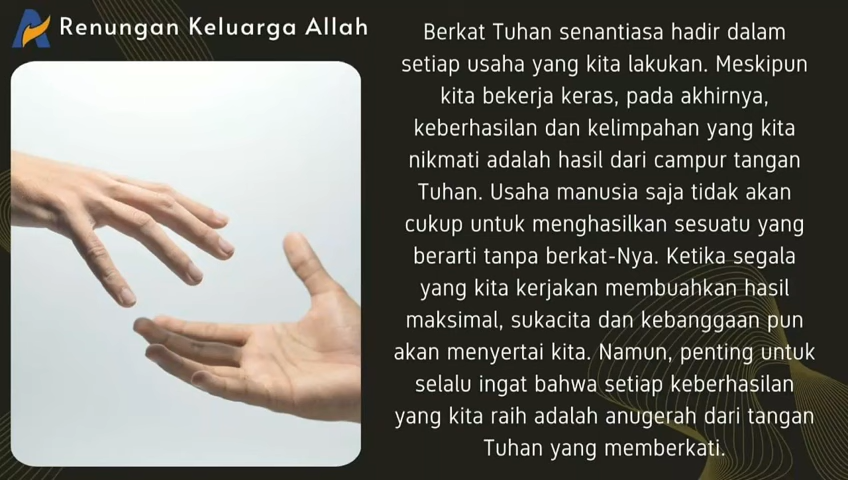 Renungan Keluarga Allah
Berkat Tuhan senantiasa hadir dalam
setiap usaha yang kita lakukan. Meskipun
kita bekerja keras, pada akhirnya,
keberhasilan dan kelimpahan yang kita
nikmati adalah hasil dari campur tangan
Tuhan. Usaha manusia saja tidak akan
cukup untuk menghasilkan sesuatu yang
berarti tanpa berkat-Nya. Ketika segala
yang kita kerjakan membuahkan hasil
maksimal, sukacita dan kebanggaan pun
akan menyertai kita. Namun, penting untuk
selalu ingat bahwa setiap keberhasilan
yang kita raih adalah anugerah dari tangan
Tuhan yang memberkati.